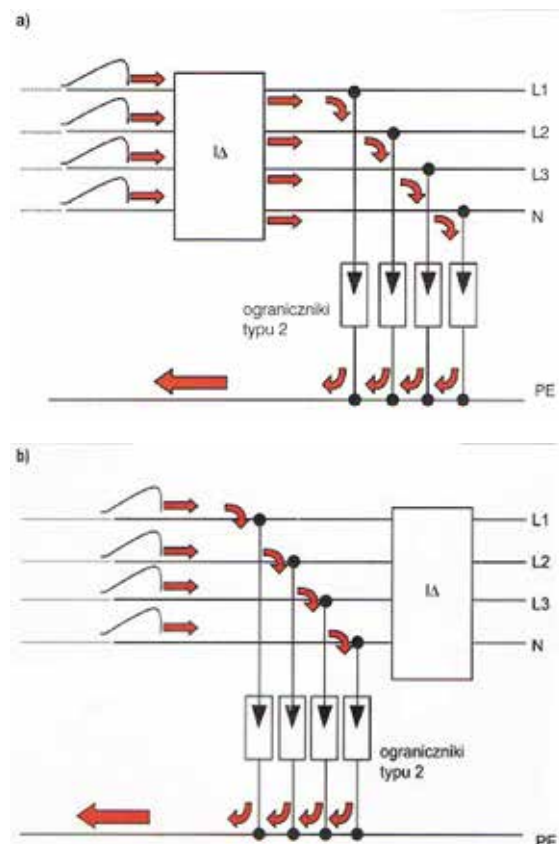 a)
L1
L2
IΔ
L3
N
ograniczniki
typu 2
PE
b)
L1
L2
IΔ
L3
N
ograniczniki
typu 2
PE